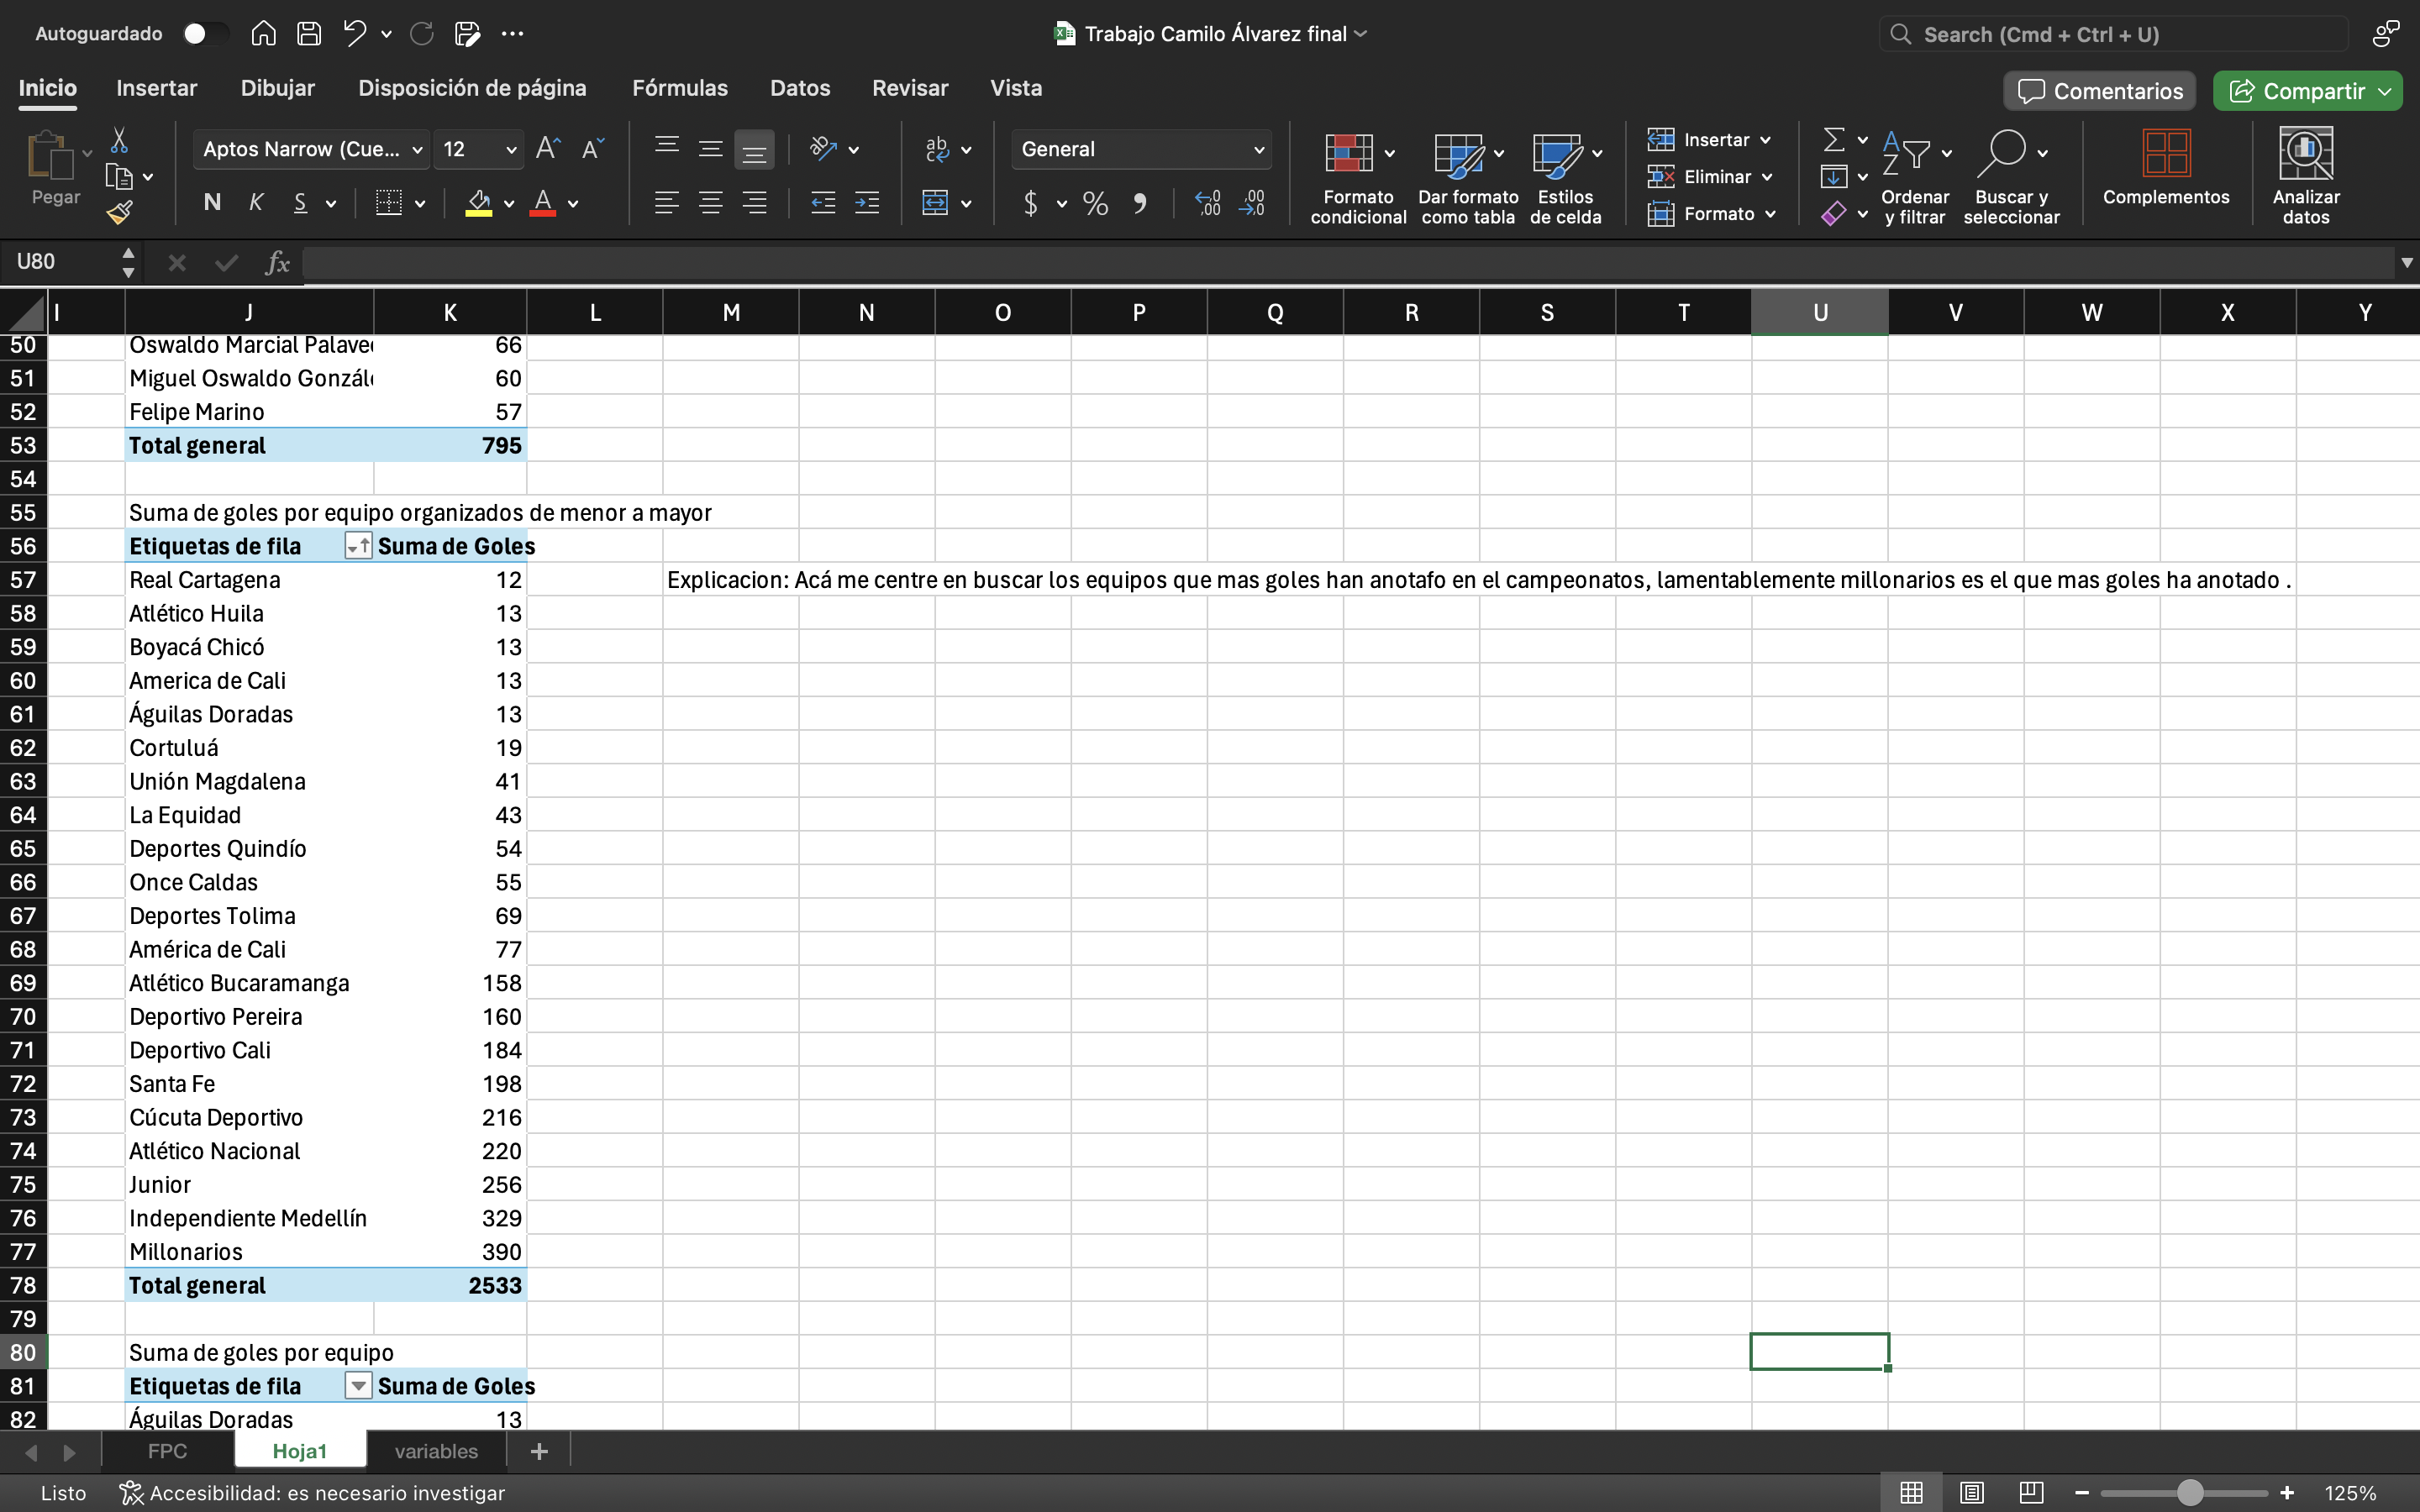 Autoguardado
Trabajo Camilo Álvarez final
Search (Cmd + Ctrl + U)
Inicio Insertar Dibujar Disposición de página Fórmulas Datos Revisar Vista
Comentarios Compartir
Pegar
Aptos Narrow (Cue... 12
N K S
General
$ % ,00 ,00
Formato condicional
Dar formato como tabla
Estilos de celda
Insertar
Eliminar
Formato
Ordenar y filtrar
Buscar y seleccionar
Complementos
Analizar datos
U80 fx
I J K L M N O P Q R S T U V W X Y
50 Oswaldo Marcial 66
51 Miguel Oswaldo 60
52 Felipe Marino 57
53 Total general 795
54
55 Suma de goles por equipo organizados de menor a mayor
56 Etiquetas de fila Suma de Goles
57 Real Cartagena 12 Explicacion: Acá me centre en buscar los equipos que mas goles han anotafo en el campeonatos, lamentablemente millonarios es el que mas goles ha anotado .
58 Atlético Huila 13
59 Boyacá Chicó 13
60 America de Cali 13
61 Águilas Doradas 13
62 Cortuluá 19
63 Unión Magdalena 41
64 La Equidad 43
65 Deportes Quindío 54
66 Once Caldas 55
67 Deportes Tolima 69
68 América de Cali 77
69 Atlético Bucaramanga 158
70 Deportivo Pereira 160
71 Deportivo Cali 184
72 Santa Fe 198
73 Cúcuta Deportivo 216
74 Atlético Nacional 220
75 Junior 256
76 Independiente Medellín 329
77 Millonarios 390
78 Total general 2533
79
80 Suma de goles por equipo
81 Etiquetas de fila Suma de Goles
82 Águilas Doradas 13
FPC Hoja1 variables +
Listo Accesibilidad: es necesario investigar 125%